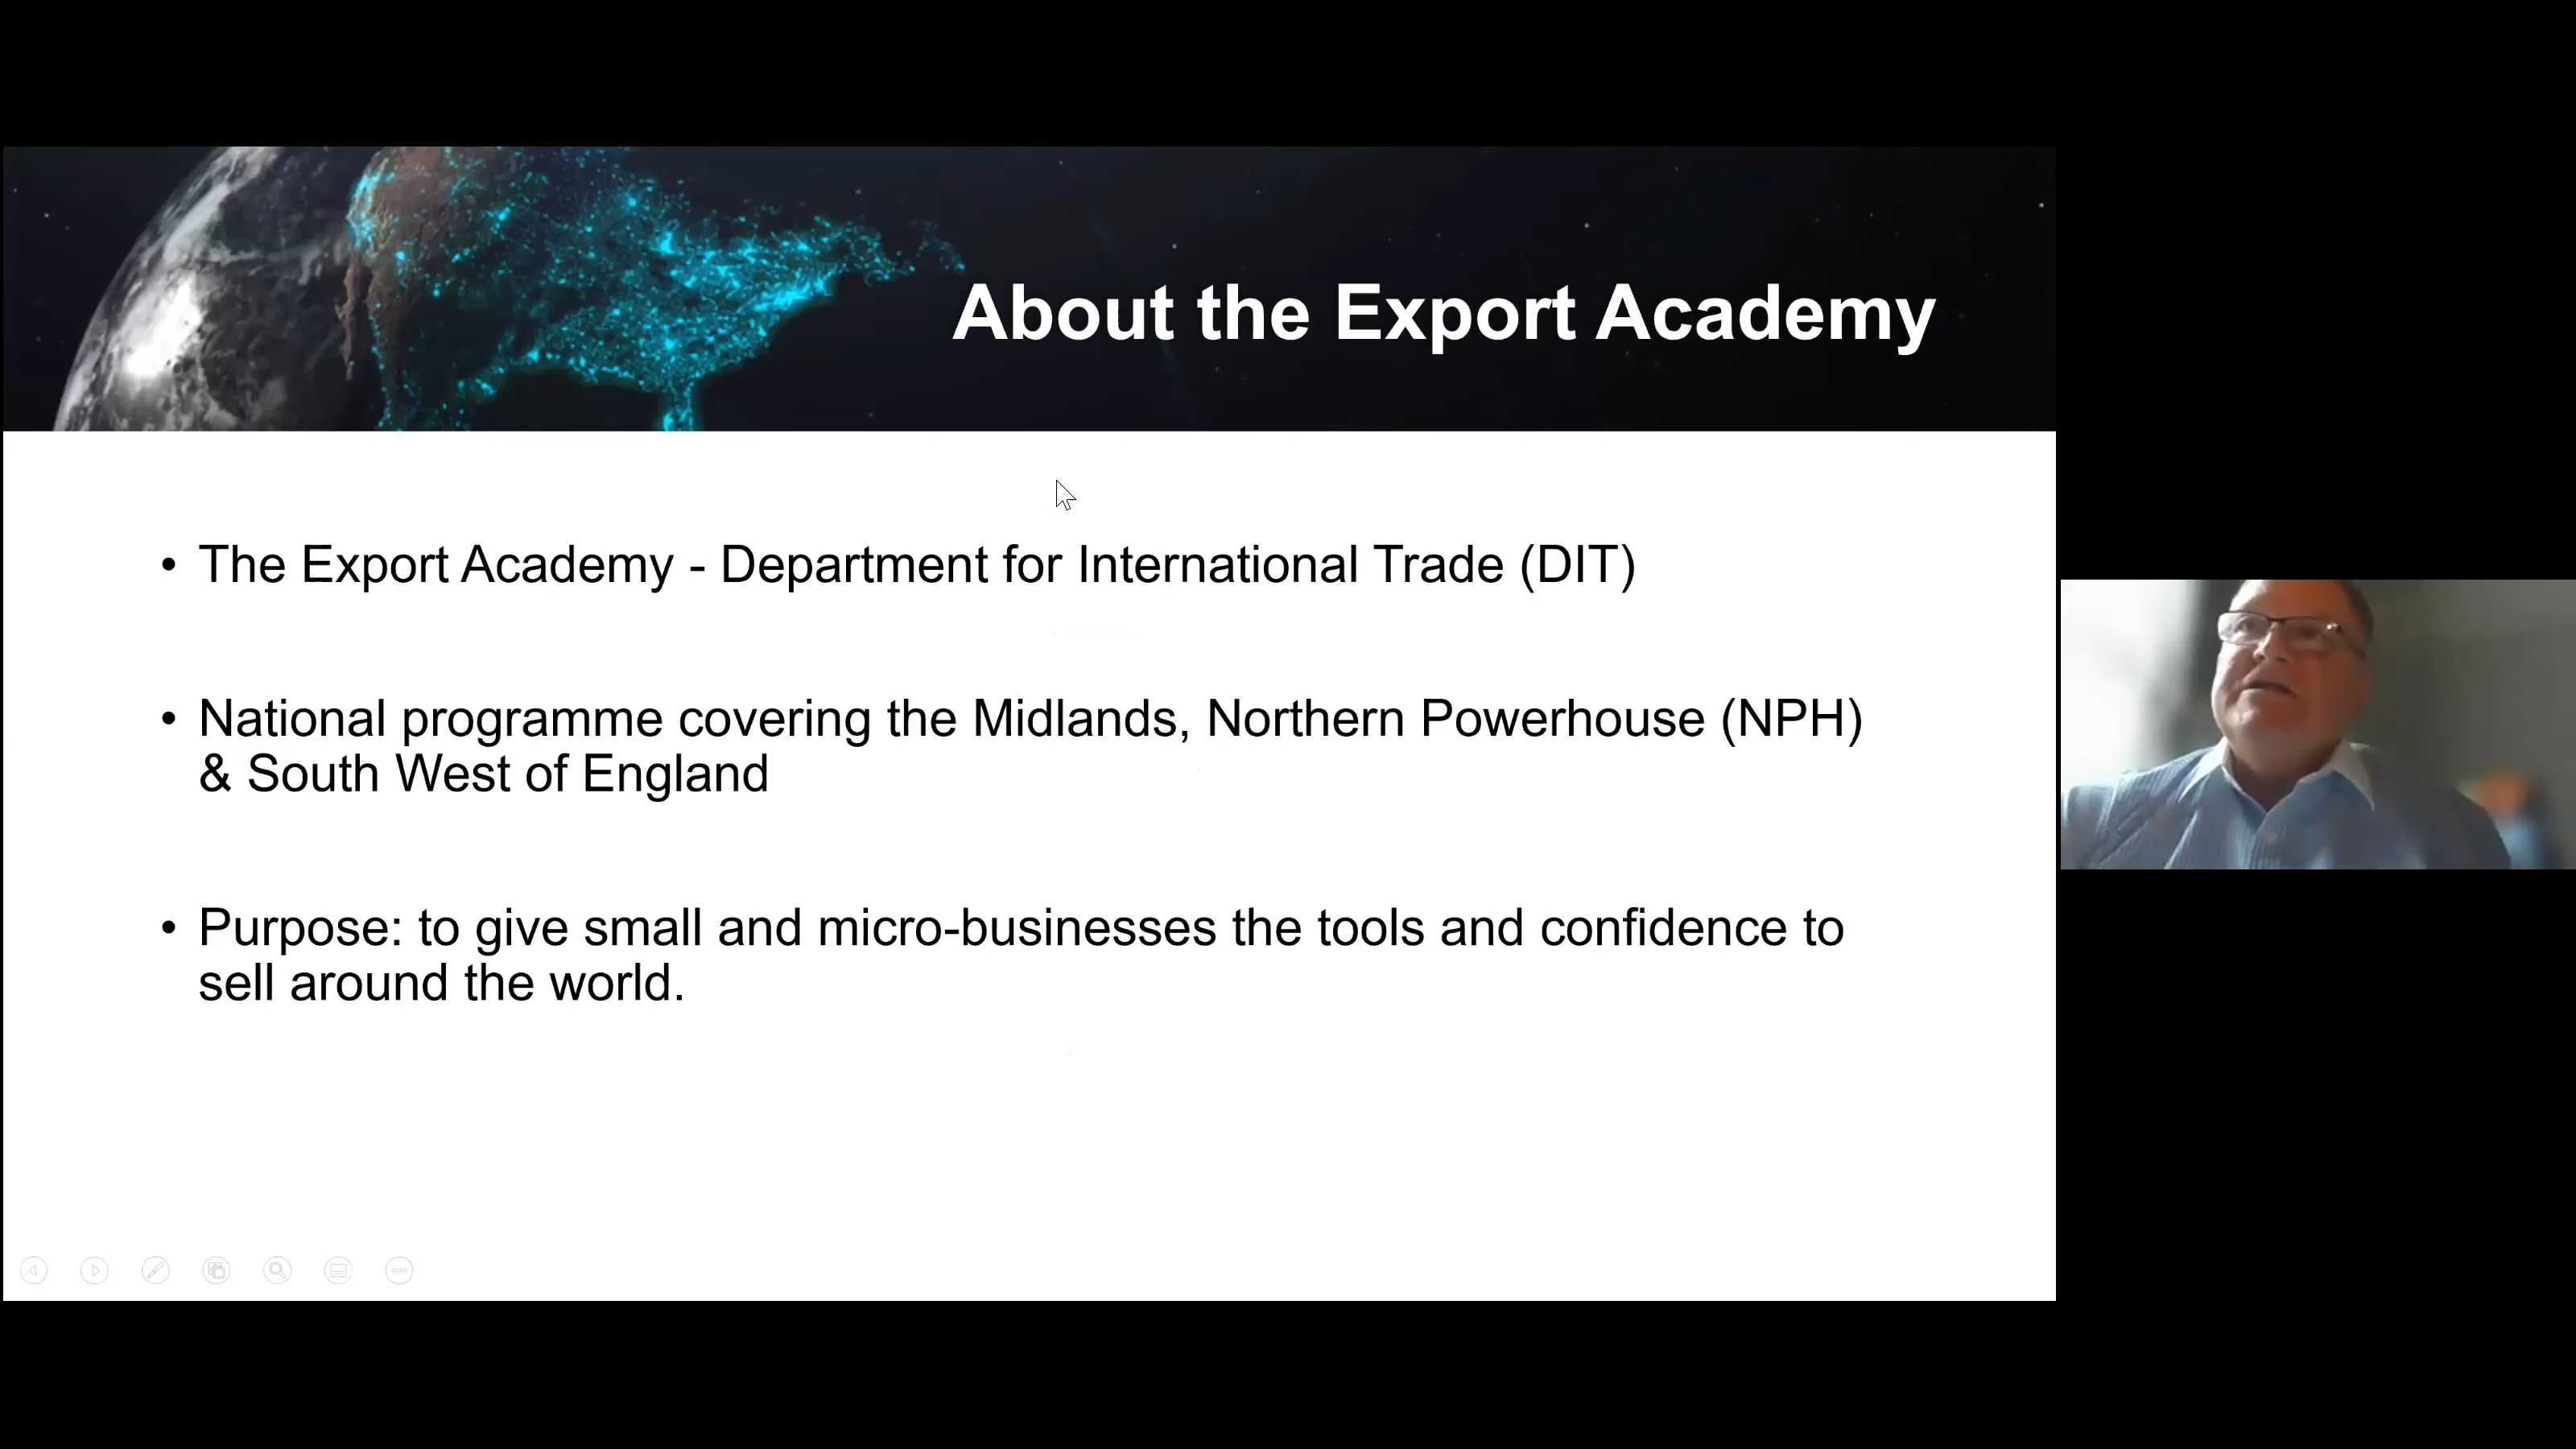 About the Export Academy
• The Export Academy - Department for International Trade (DIT)
• National programme covering the Midlands, Northern Powerhouse (NPH)
& South West of England
• Purpose: to give small and micro-businesses the tools and confidence to
sell around the world.